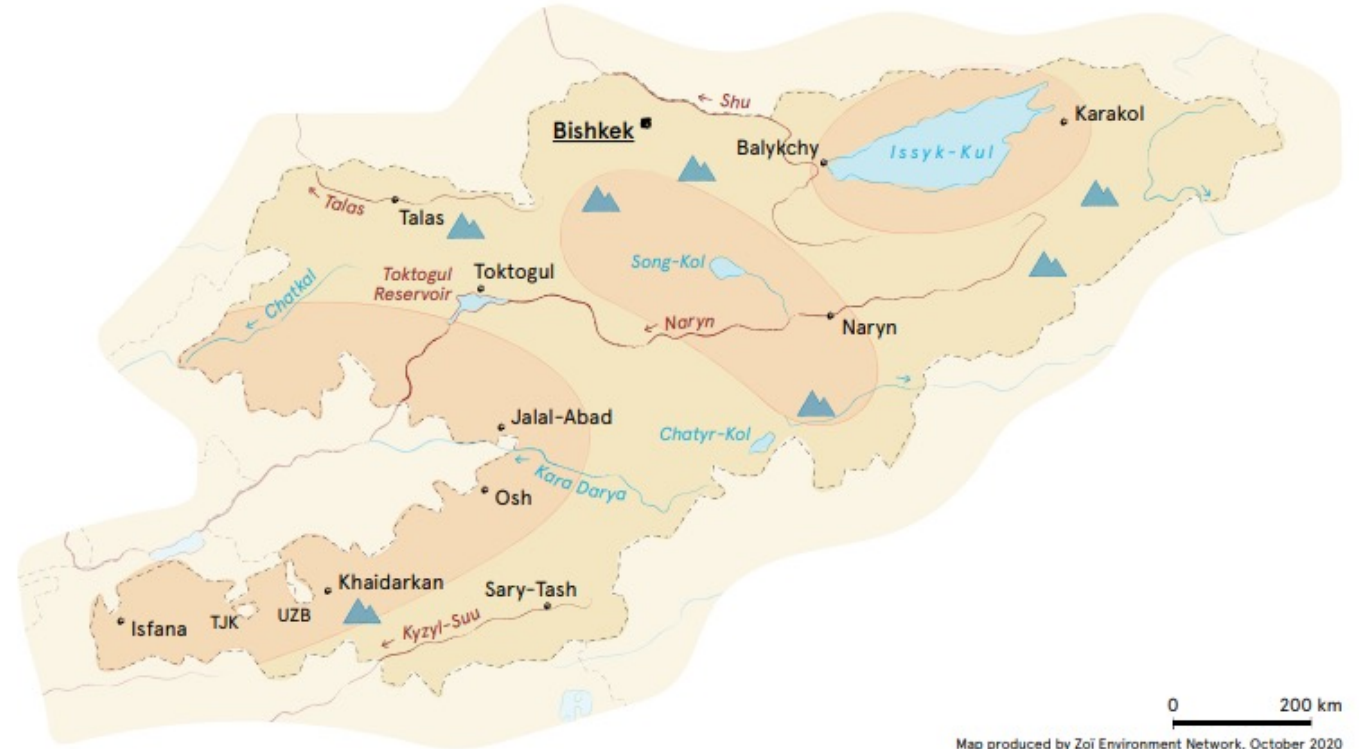 ← Shu
Bishkek
Karakol
Balykchy
Issyk-Kul
← Talas
Talas
Song-Kol
Toktogul
Reservoir
Toktogul
← Chatkal
← Naryn
Naryn
Jalal-Abad
Chatyr-Kol
← Kara Darya
Osh
Khaidarkan
Sary-Tash
UZB
TJK
Isfana
← Kyzyl-Suu
0 200 km
Map produced by Zoï Environment Network, October 2020